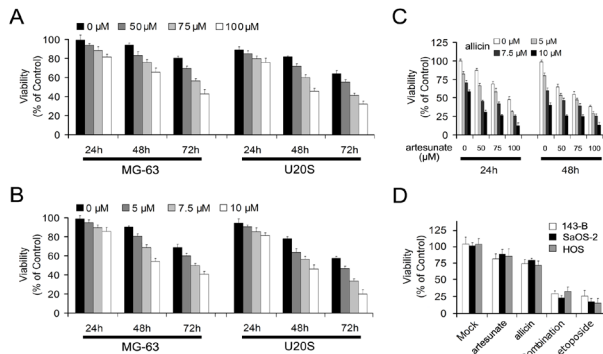 A
0 μM 50 μM 75 μM 100 μM
Viability
(% of Control)
100
80
60
40
20
0
24h 48h 72h 24h 48h 72h
MG-63 U20S
B
0 μM 5 μM 7.5 μM 10 μM
Viability
(% of Control)
100
80
60
40
20
0
24h 48h 72h 24h 48h 72h
MG-63 U20S
C
allicin
0 μM 5 μM
7.5 μM 10 μM
Viability
(% of Control)
125
100
75
50
25
0
artesunate
(μM)
0 50 75 100 0 50 75 100
24h 48h
D
143-B
SaOS-2
HOS
Viability
(% of Control)
125
100
75
50
25
0
Mock
artesunate
allicin
ombination
etoposide